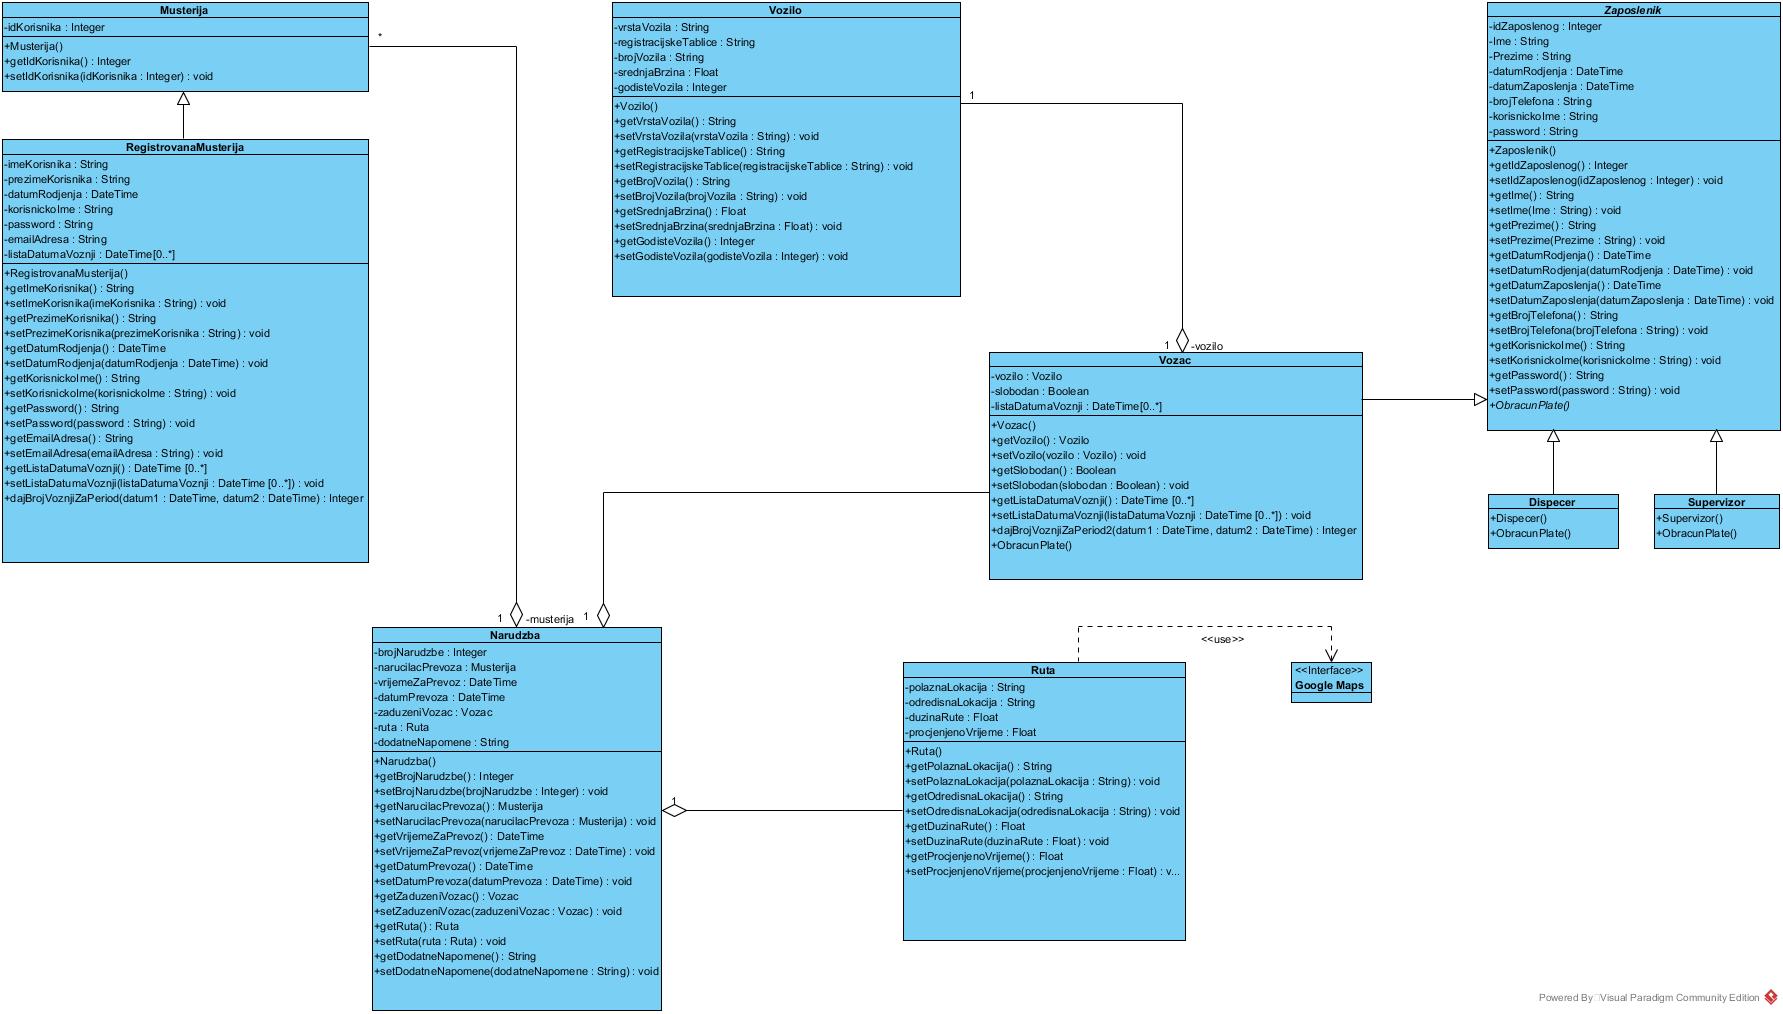 Musterija
-idKorisnika : Integer
+Musterija()
+getIdKorisnika() : Integer
+setIdKorisnika(idKorisnika : Integer) : void
*
RegistrovanaMusterija
-imeKorisnika : String
-prezimeKorisnika : String
-datumRodjenja : DateTime
-korisnickoIme : String
-password : String
-emailAdresa : String
-listaDatumaVoznji : DateTime[0..*]
+RegistrovanaMusterija()
+getImeKorisnika() : String
+setImeKorisnika(imeKorisnika : String) : void
+getPrezimeKorisnika() : String
+setPrezimeKorisnika(prezimeKorisnika : String) : void
+getDatumRodjenja() : DateTime
+setDatumRodjenja(datumRodjenja : DateTime) : void
+getKorisnickoIme() : String
+setKorisnickoIme(korisnickoIme : String) : void
+getPassword() : String
+setPassword(password : String) : void
+getEmailAdresa() : String
+setEmailAdresa(emailAdresa : String) : void
+getListaDatumaVoznji() : DateTime [0..*]
+setListaDatumaVoznji(listaDatumaVoznji : DateTime [0..*]) : void
+dajBrojVoznjiZaPeriod(datum1 : DateTime, datum2 : DateTime) : Integer
Vozilo
-vrstaVozila : String
-registracijskeTablice : String
-brojVozila : String
-srednjaBrzina : Float
-godisteVozila : Integer
+Vozilo()
+getVrstaVozila() : String
+setVrstaVozila(vrstaVozila : String) : void
+getRegistracijskeTablice() : String
+setRegistracijskeTablice(registracijskeTablice : String) : void
+getBrojVozila() : String
+setBrojVozila(brojVozila : String) : void
+getSrednjaBrzina() : Float
+setSrednjaBrzina(srednjaBrzina : Float) : void
+getGodisteVozila() : Integer
+setGodisteVozila(godisteVozila : Integer) : void
1
1
-vozilo
Vozac
-vozilo : Vozilo
-slobodan : Boolean
-listaDatumaVoznji : DateTime[0..*]
+Vozac()
+getVozilo() : Vozilo
+setVozilo(vozilo : Vozilo) : void
+getSlobodan() : Boolean
+setSlobodan(slobodan : Boolean) : void
+getListaDatumaVoznji() : DateTime [0..*]
+setListaDatumaVoznji(listaDatumaVoznji : DateTime [0..*]) : void
+dajBrojVoznjiZaPeriod2(datum1 : DateTime, datum2 : DateTime) : Integer
+ObracunPlate()
Zaposlenik
-idZaposlenog : Integer
-Ime : String
-Prezime : String
-datumRodjenja : DateTime
-datumZaposlenja : DateTime
-brojTelefona : String
-korisnickoIme : String
-password : String
+Zaposlenik()
+getIdZaposlenog() : Integer
+setIdZaposlenog(idZaposlenog : Integer) : void
+getIme() : String
+setIme(Ime : String) : void
+getPrezime() : String
+setPrezime(Prezime : String) : void
+getDatumRodjenja() : DateTime
+setDatumRodjenja(datumRodjenja : DateTime) : void
+getDatumZaposlenja() : DateTime
+setDatumZaposlenja(datumZaposlenja : DateTime) : void
+getBrojTelefona() : String
+setBrojTelefona(brojTelefona : String) : void
+getKorisnickoIme() : String
+setKorisnickoIme(korisnickoIme : String) : void
+getPassword() : String
+setPassword(password : String) : void
+ObracunPlate()
Dispecer
+Dispecer()
+ObracunPlate()
Supervizor
+Supervizor()
+ObracunPlate()
1
-musterija
1
Narudzba
-brojNarudzbe : Integer
-narucilacPrevoza : Musterija
-vrijemeZaPrevoz : DateTime
-datumPrevoza : DateTime
-zaduzeniVozac : Vozac
-ruta : Ruta
-dodatneNapomene : String
+Narudzba()
+getBrojNarudzbe() : Integer
+setBrojNarudzbe(brojNarudzbe : Integer) : void
+getNarucilacPrevoza() : Musterija
+setNarucilacPrevoza(narucilacPrevoza : Musterija) : void
+getVrijemeZaPrevoz() : DateTime
+setVrijemeZaPrevoz(vrijemeZaPrevoz : DateTime) : void
+getDatumPrevoza() : DateTime
+setDatumPrevoza(datumPrevoza : DateTime) : void
+getZaduzeniVozac() : Vozac
+setZaduzeniVozac(zaduzeniVozac : Vozac) : void
+getRuta() : Ruta
+setRuta(ruta : Ruta) : void
+getDodatneNapomene() : String
+setDodatneNapomene(dodatneNapomene : String) : void
1
Ruta
-polaznaLokacija : String
-odredisnaLokacija : String
-duzinaRute : Float
-procjenjenoVrijeme : Float
+Ruta()
+getPolaznaLokacija() : String
+setPolaznaLokacija(polaznaLokacija : String) : void
+getOdredisnaLokacija() : String
+setOdredisnaLokacija(odredisnaLokacija : String) : void
+getDuzinaRute() : Float
+setDuzinaRute(duzinaRute : Float) : void
+getProcjenjenoVrijeme() : Float
+setProcjenjenoVrijeme(procjenjenoVrijeme : Float) : v...
<<use>>
<<Interface>>
Google Maps
Powered By Visual Paradigm Community Edition